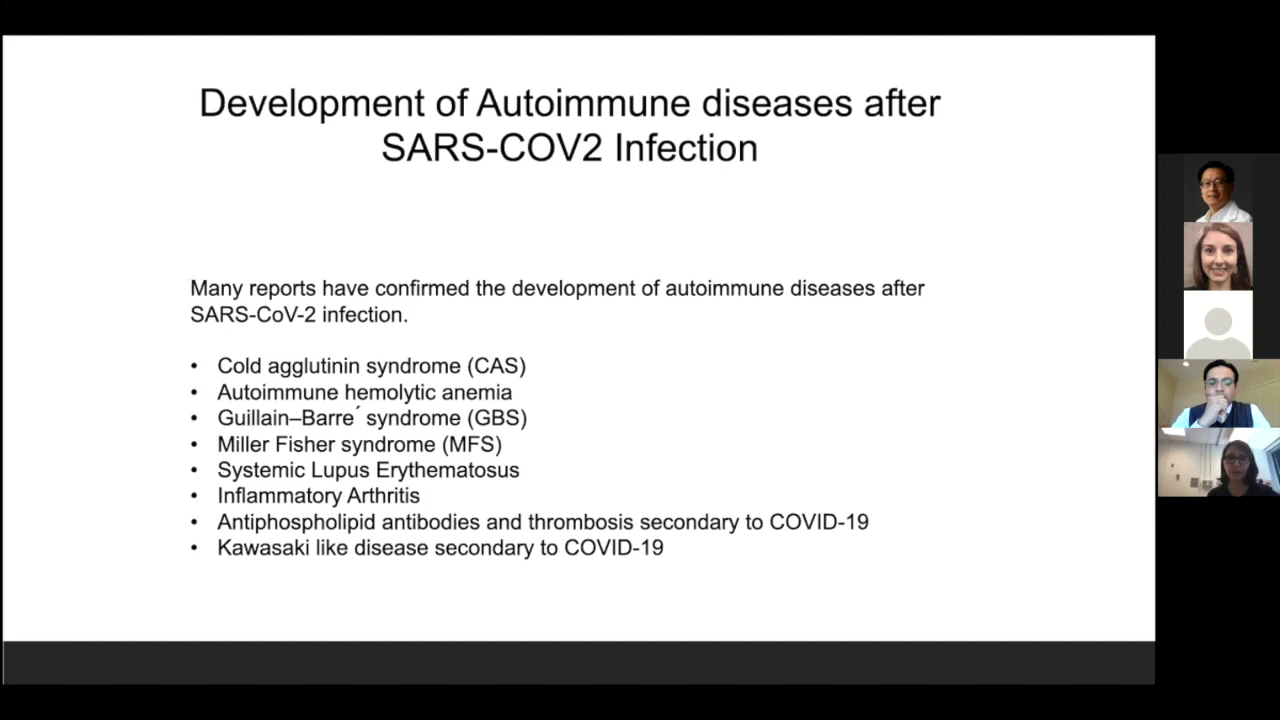 Development of Autoimmune diseases after
SARS-COV2 Infection
Many reports have confirmed the development of autoimmune diseases after
SARS-CoV-2 infection.
• Cold agglutinin syndrome (CAS)
• Autoimmune hemolytic anemia
• Guillain–Barre´ syndrome (GBS)
• Miller Fisher syndrome (MFS)
• Systemic Lupus Erythematosus
• Inflammatory Arthritis
• Antiphospholipid antibodies and thrombosis secondary to COVID-19
• Kawasaki like disease secondary to COVID-19